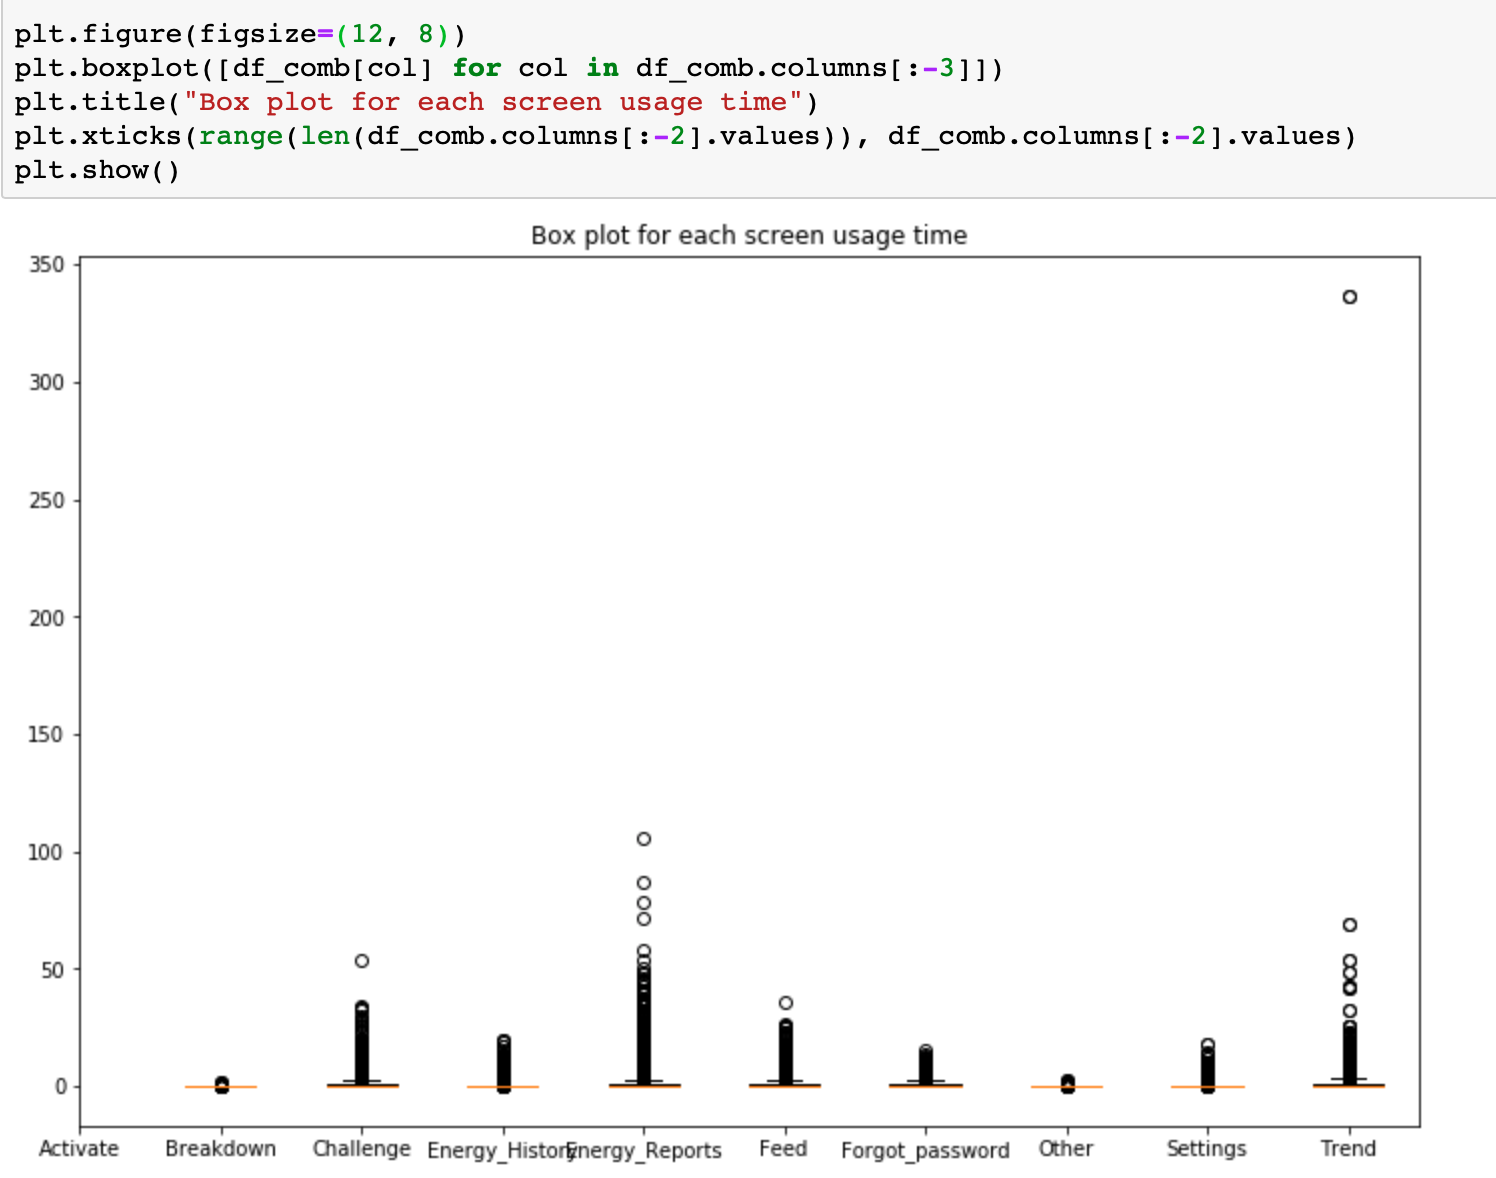 plt.figure(figsize=(12, 8))
plt.boxplot([df_comb[col] for col in df_comb.columns[:-3]])
plt.title("Box plot for each screen usage time")
plt.xticks(range(len(df_comb.columns[:-2].values)), df_comb.columns[:-2].values)
plt.show()
Box plot for each screen usage time
350
300
250
200
150
100
50
0
Activate Breakdown Challenge Energy_History Energy_Reports Feed Forgot_password Other Settings Trend